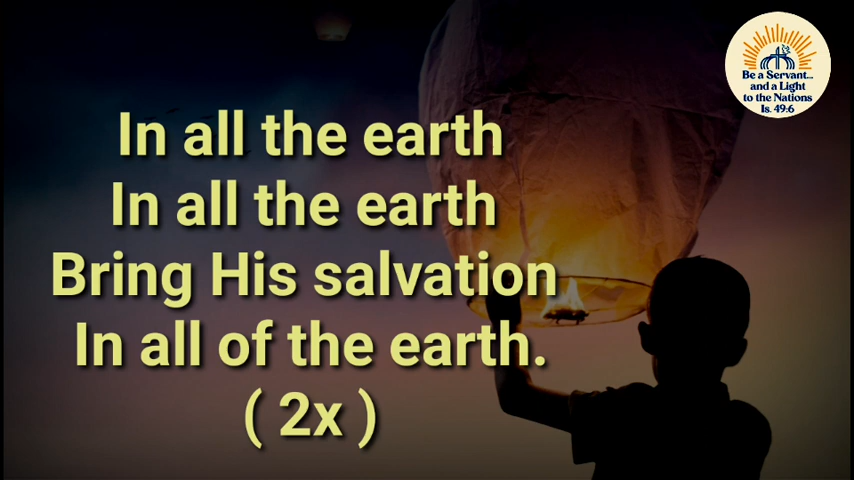 In all the earth
In all the earth
Bring His salvation
In all of the earth.
( 2x )
Be a Servant...
and a Light
to the Nations
Is. 49:6